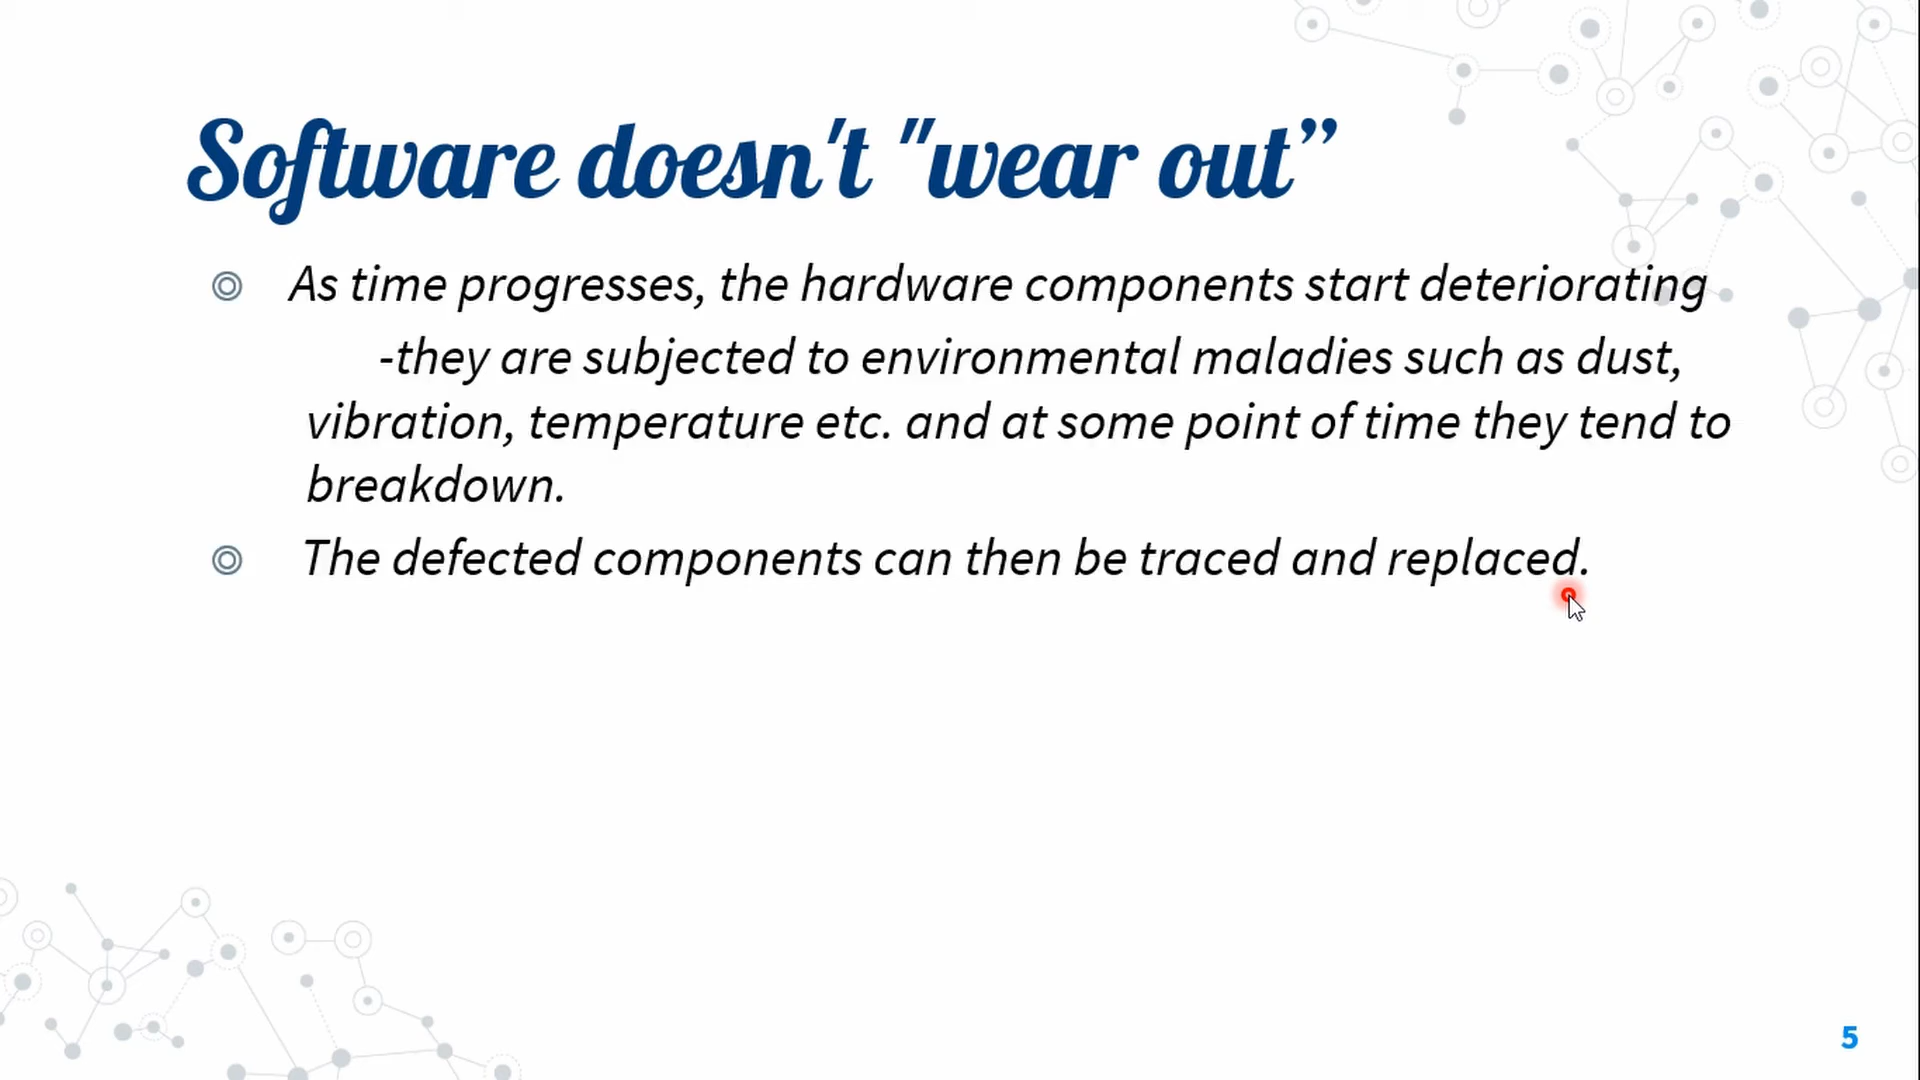 Software doesn't "wear out”
As time progresses, the hardware components start deteriorating
-they are subjected to environmental maladies such as dust,
vibration, temperature etc. and at some point of time they tend to
breakdown.
The defected components can then be traced and replaced.
5